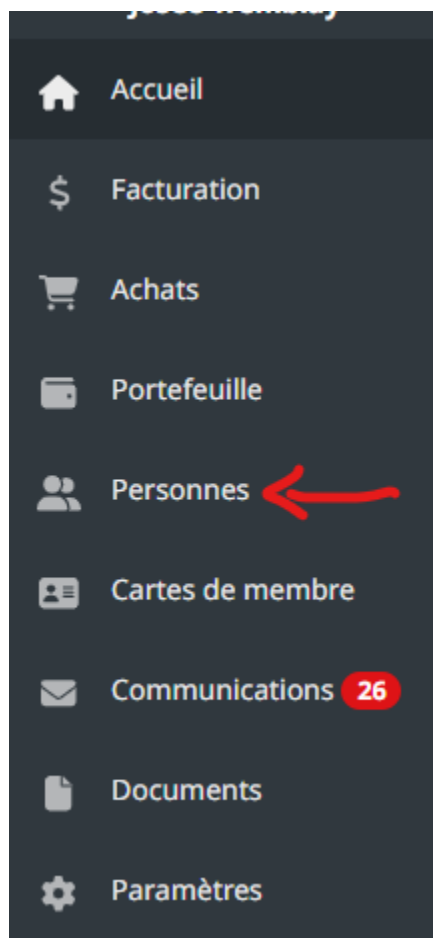 Accueil
Facturation
Achats
Portefeuille
Personnes
Cartes de membre
Communications 26
Documents
Paramètres